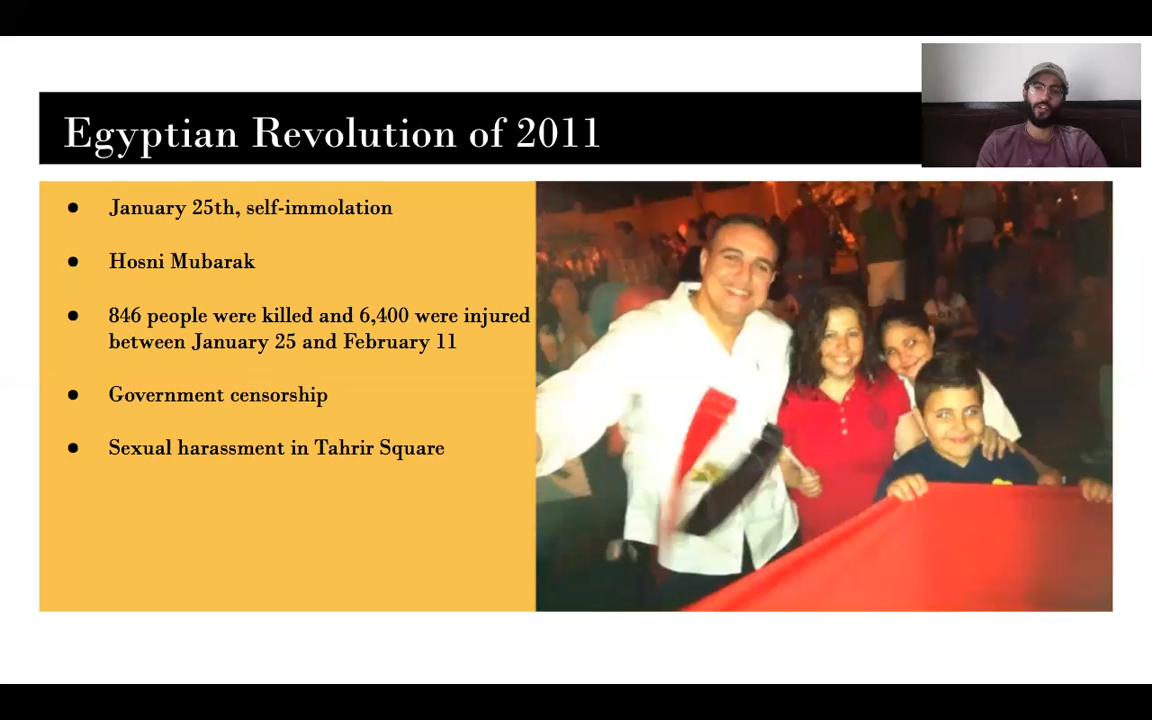 Egyptian Revolution of 2011
● January 25th, self-immolation
● Hosni Mubarak
● 846 people were killed and 6,400 were injured
between January 25 and February 11
● Government censorship
● Sexual harassment in Tahrir Square